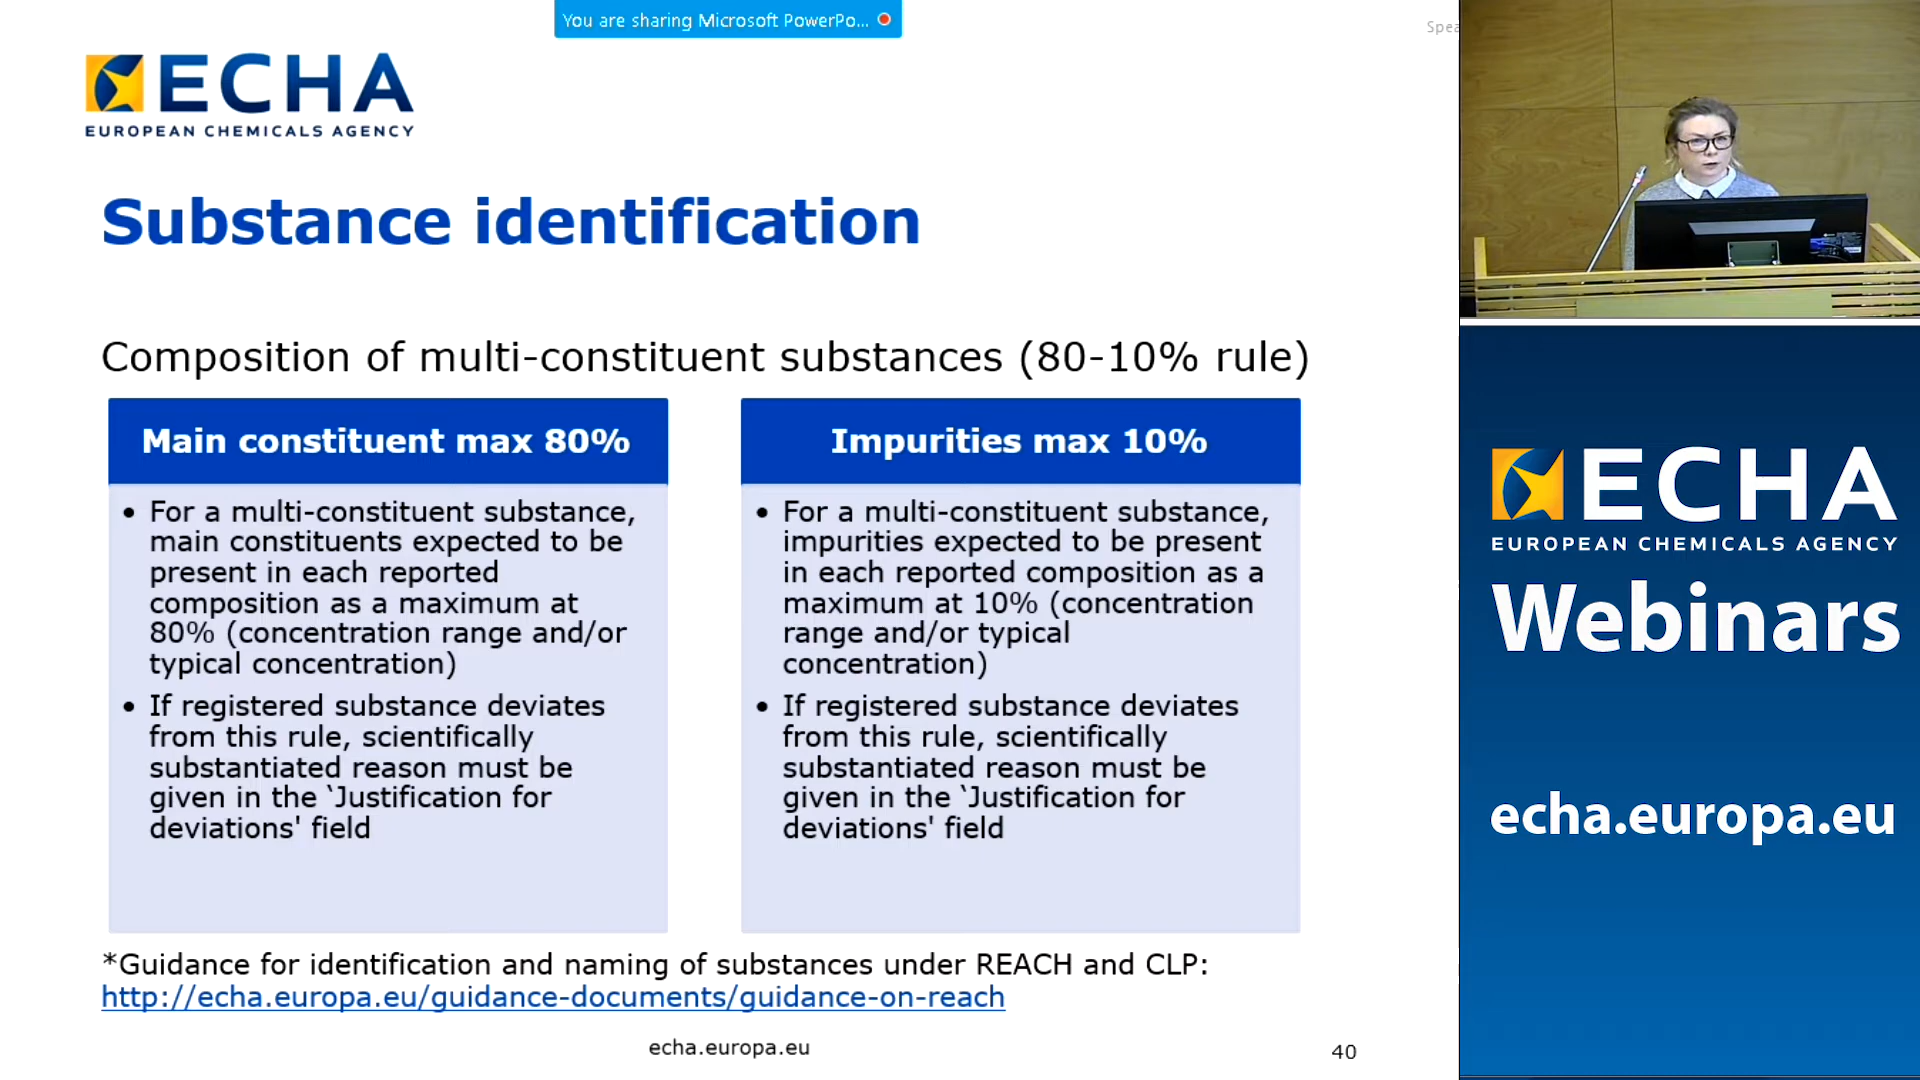 You are sharing Microsoft PowerPo...
Spea
ECHA
EUROPEAN CHEMICALS AGENCY
Substance identification
Composition of multi-constituent substances (80-10% rule)
Main constituent max 80%
• For a multi-constituent substance,
main constituents expected to be
present in each reported
composition as a maximum at
80% (concentration range and/or
typical concentration)
• If registered substance deviates
from this rule, scientifically
substantiated reason must be
given in the ‵Justification for
deviations' field
Impurities max 10%
• For a multi-constituent substance,
impurities expected to be present
in each reported composition as a
maximum at 10% (concentration
range and/or typical
concentration)
• If registered substance deviates
from this rule, scientifically
substantiated reason must be
given in the ‵Justification for
deviations' field
*Guidance for identification and naming of substances under REACH and CLP:
http://echa.europa.eu/guidance-documents/guidance-on-reach
echa.europa.eu
40
ECHA
EUROPEAN CHEMICALS AGENCY
Webinars
echa.europa.eu